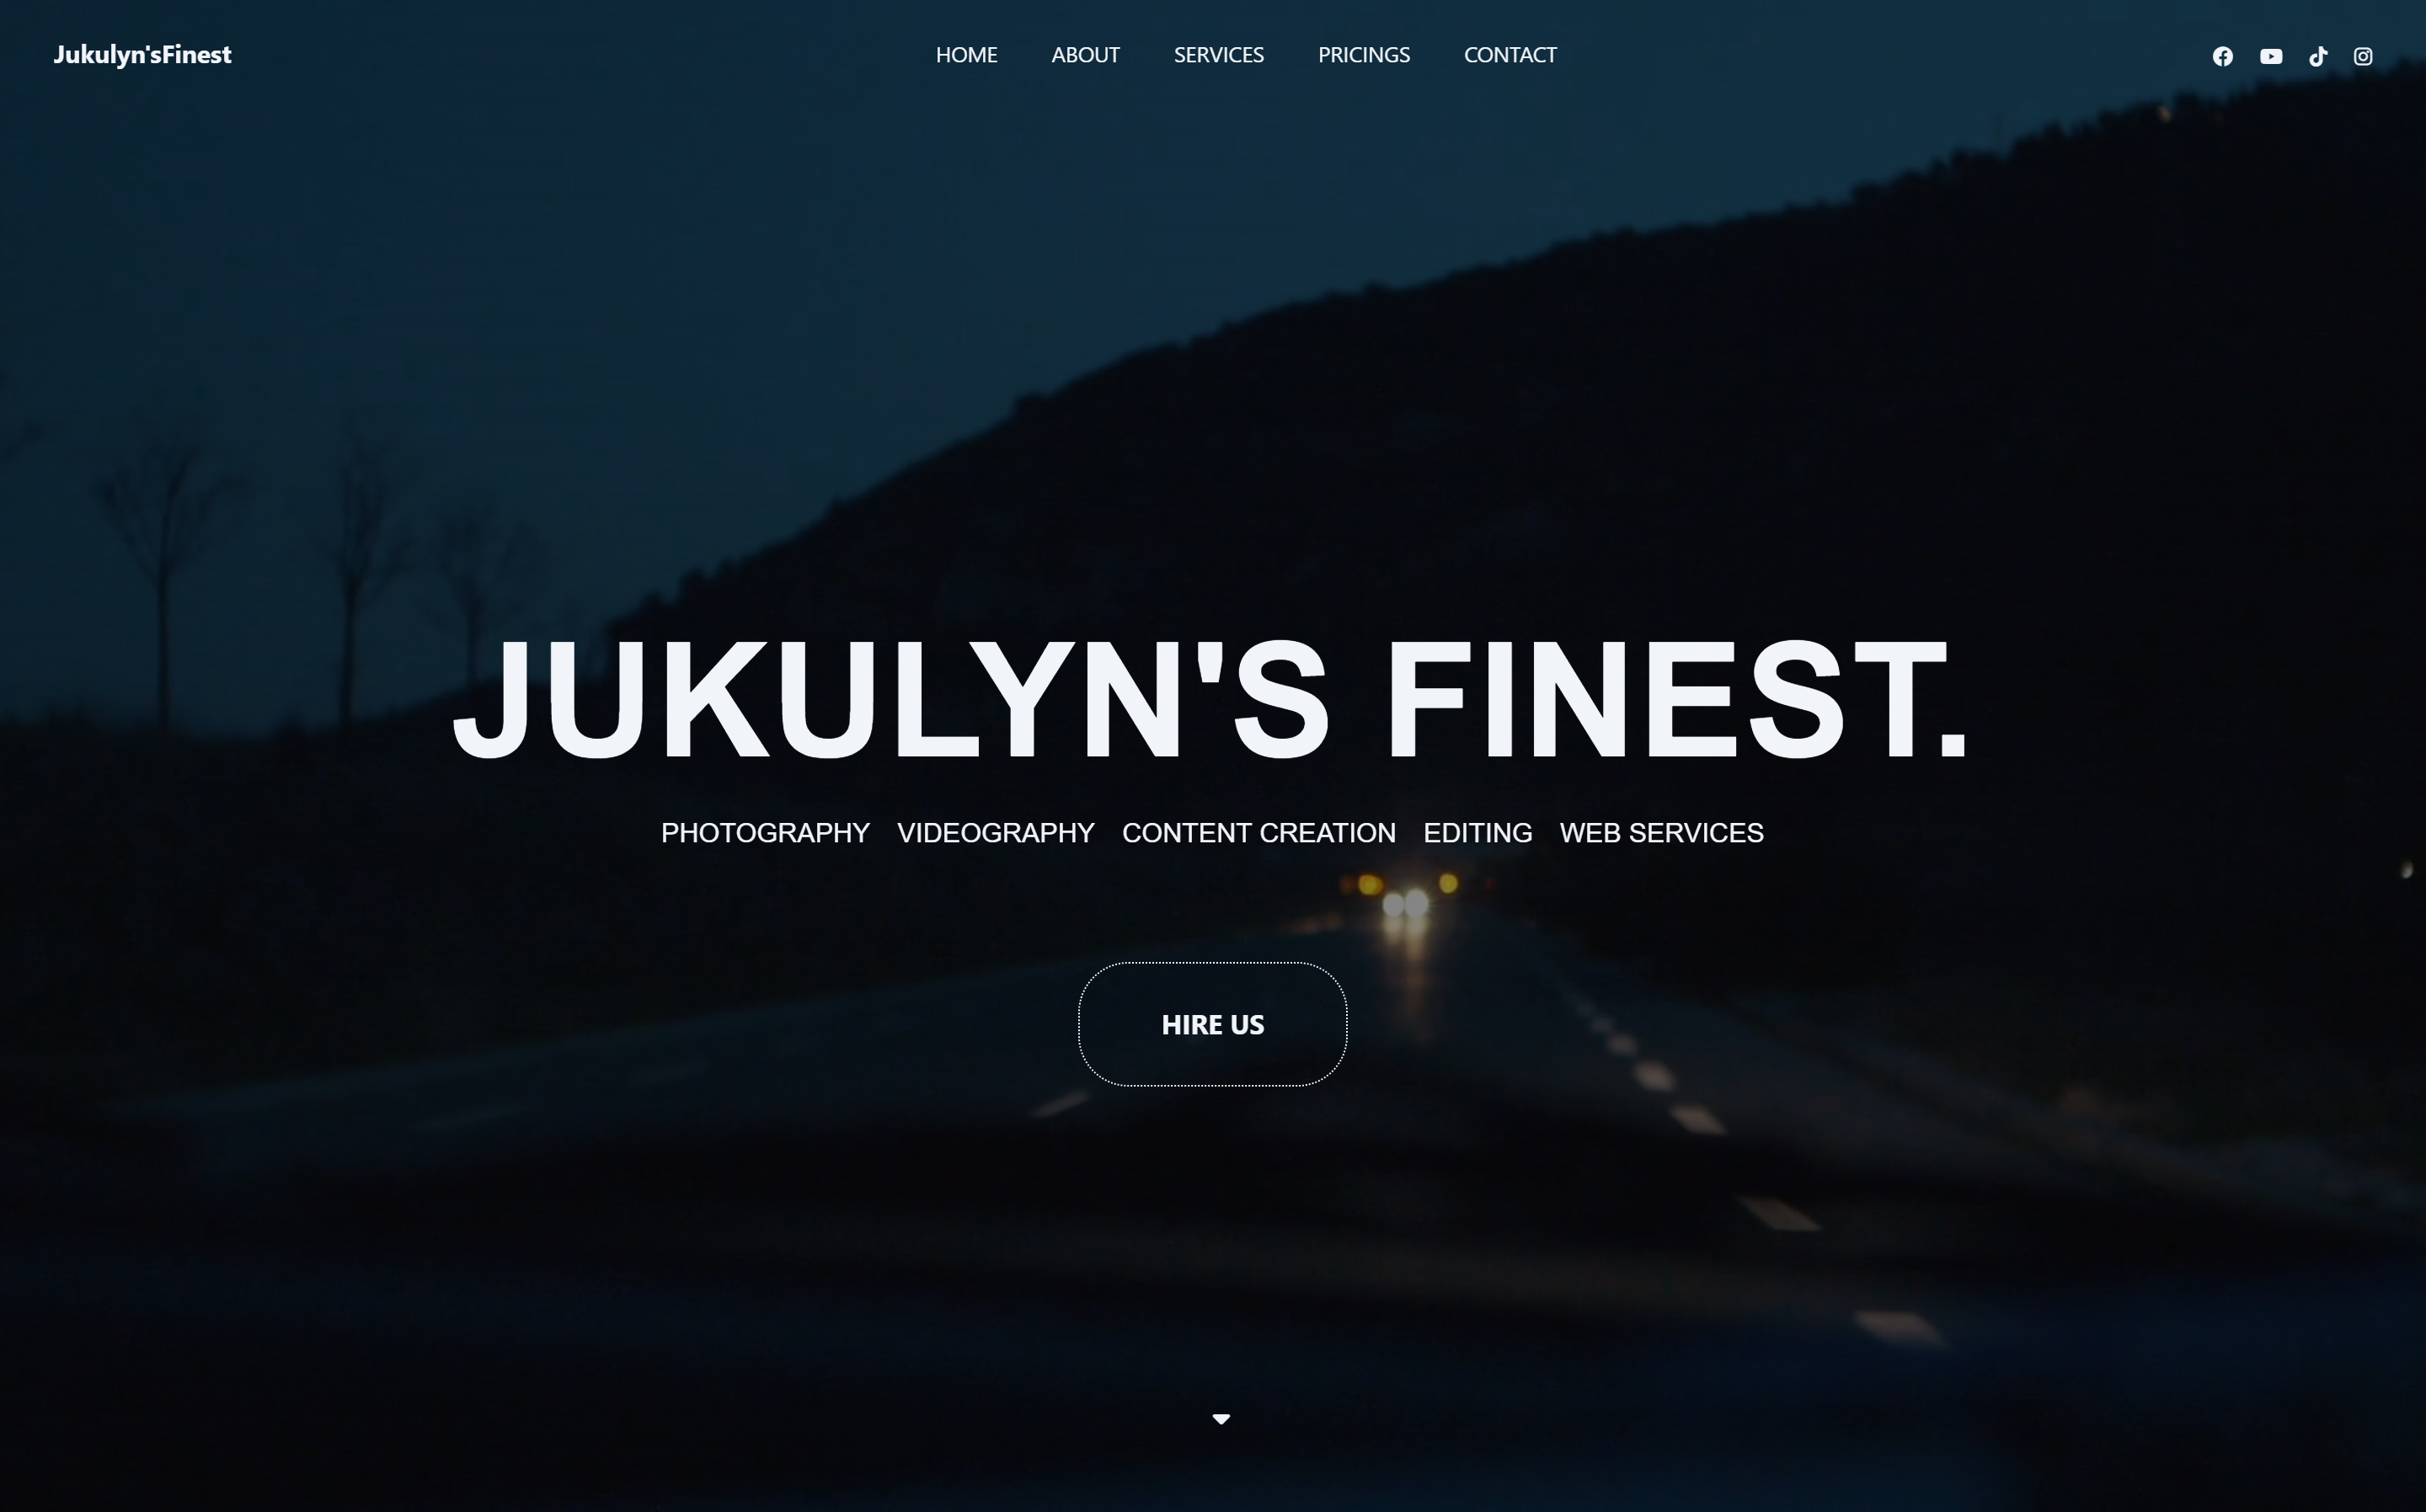 Jukulyn'sFinest HOME ABOUT SERVICES PRICINGS CONTACT
JUKULYN'S FINEST.
PHOTOGRAPHY VIDEOGRAPHY CONTENT CREATION EDITING WEB SERVICES
HIRE US